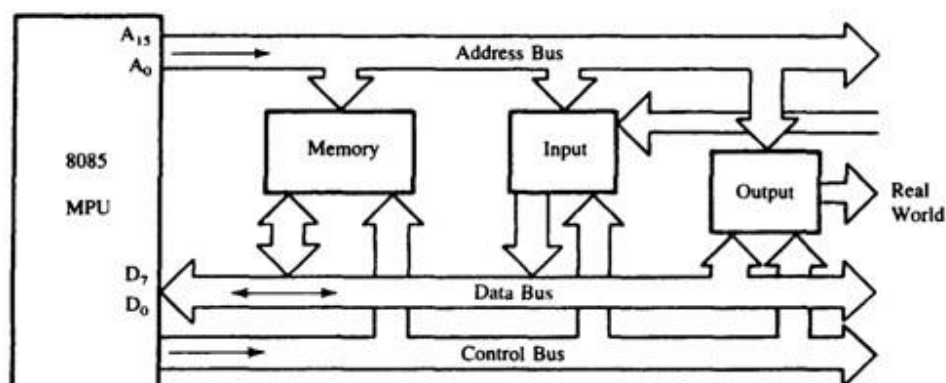 A15
Address Bus
A0
Memory
Input
8085
MPU
Output
Real
World
D7
D0
Data Bus
Control Bus